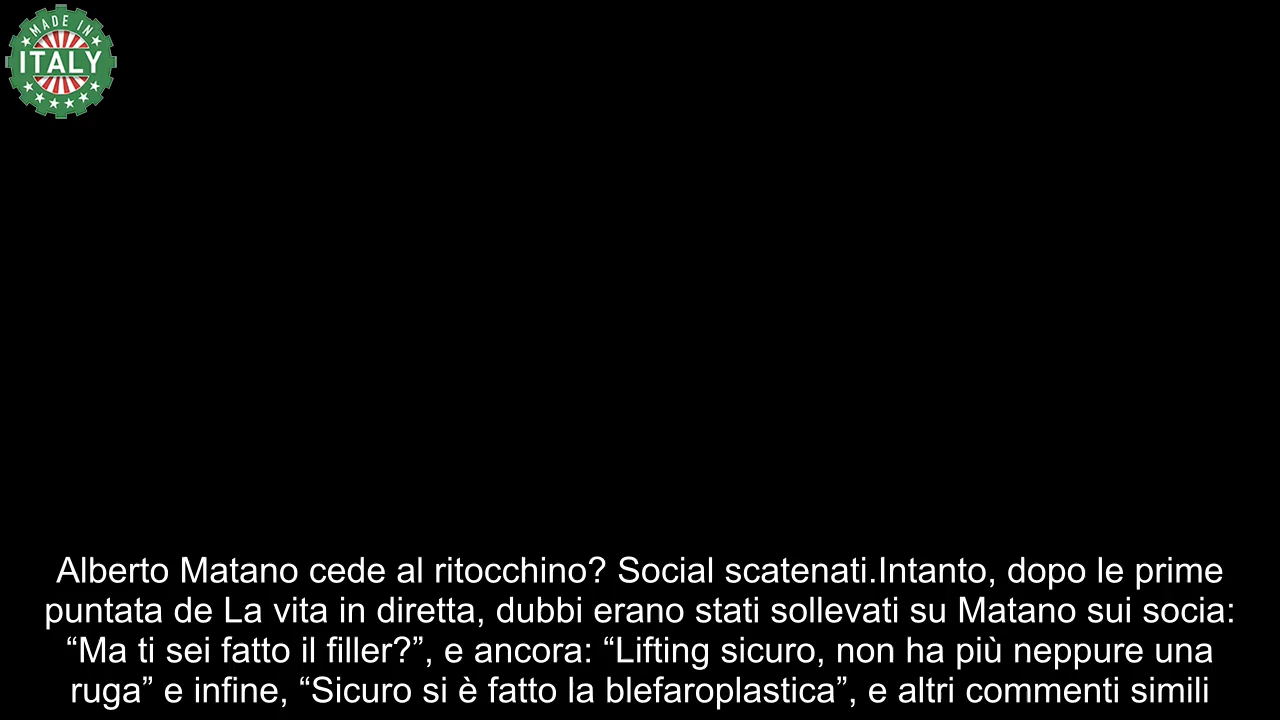 MADE IN
ITALY
Alberto Matano cede al ritocchino? Social scatenati.Intanto, dopo le prime
puntata de La vita in diretta, dubbi erano stati sollevati su Matano sui socia:
“Ma ti sei fatto il filler?”, e ancora: “Lifting sicuro, non ha più neppure una
ruga” e infine, “Sicuro si è fatto la blefaroplastica”, e altri commenti simili